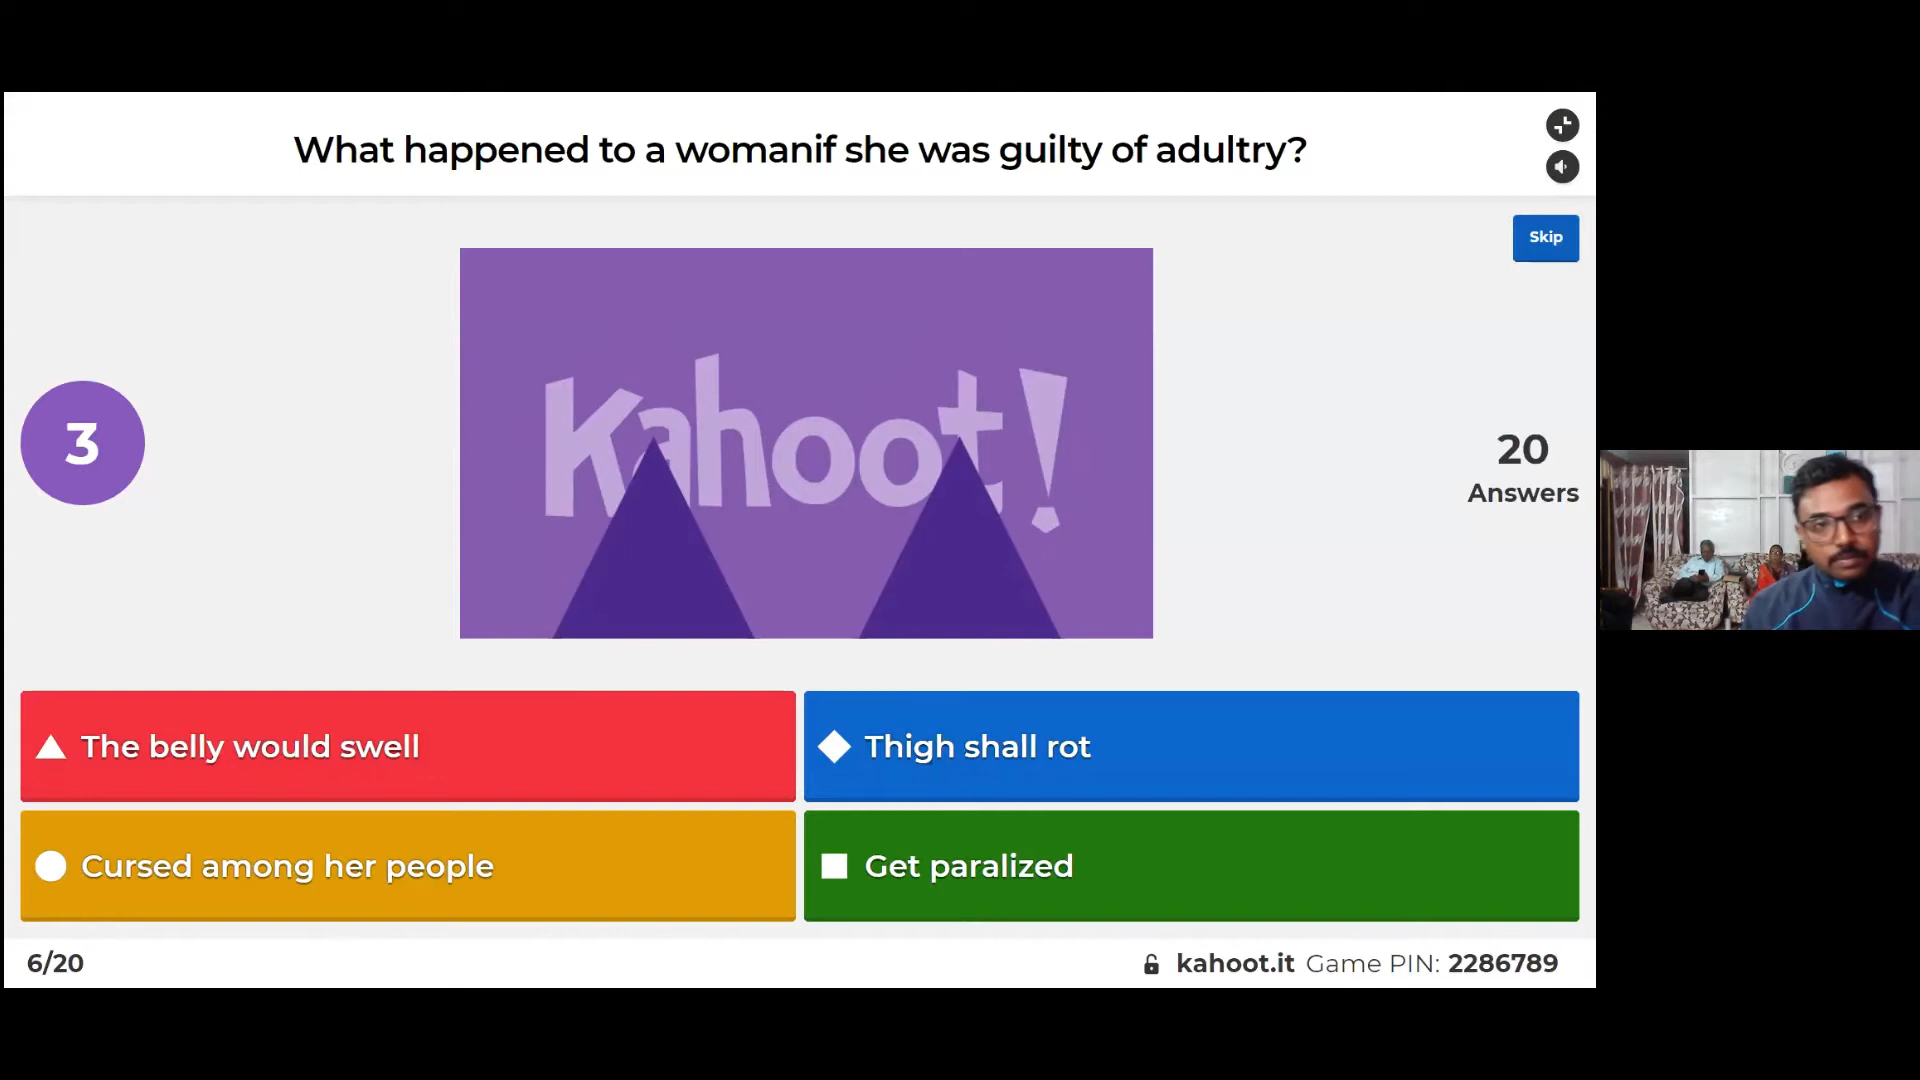 What happened to a womanif she was guilty of adultry?
Skip
3
Kahoot!
20
Answers
The belly would swell
Thigh shall rot
Cursed among her people
Get paralized
6/20
kahoot.it Game PIN: 2286789